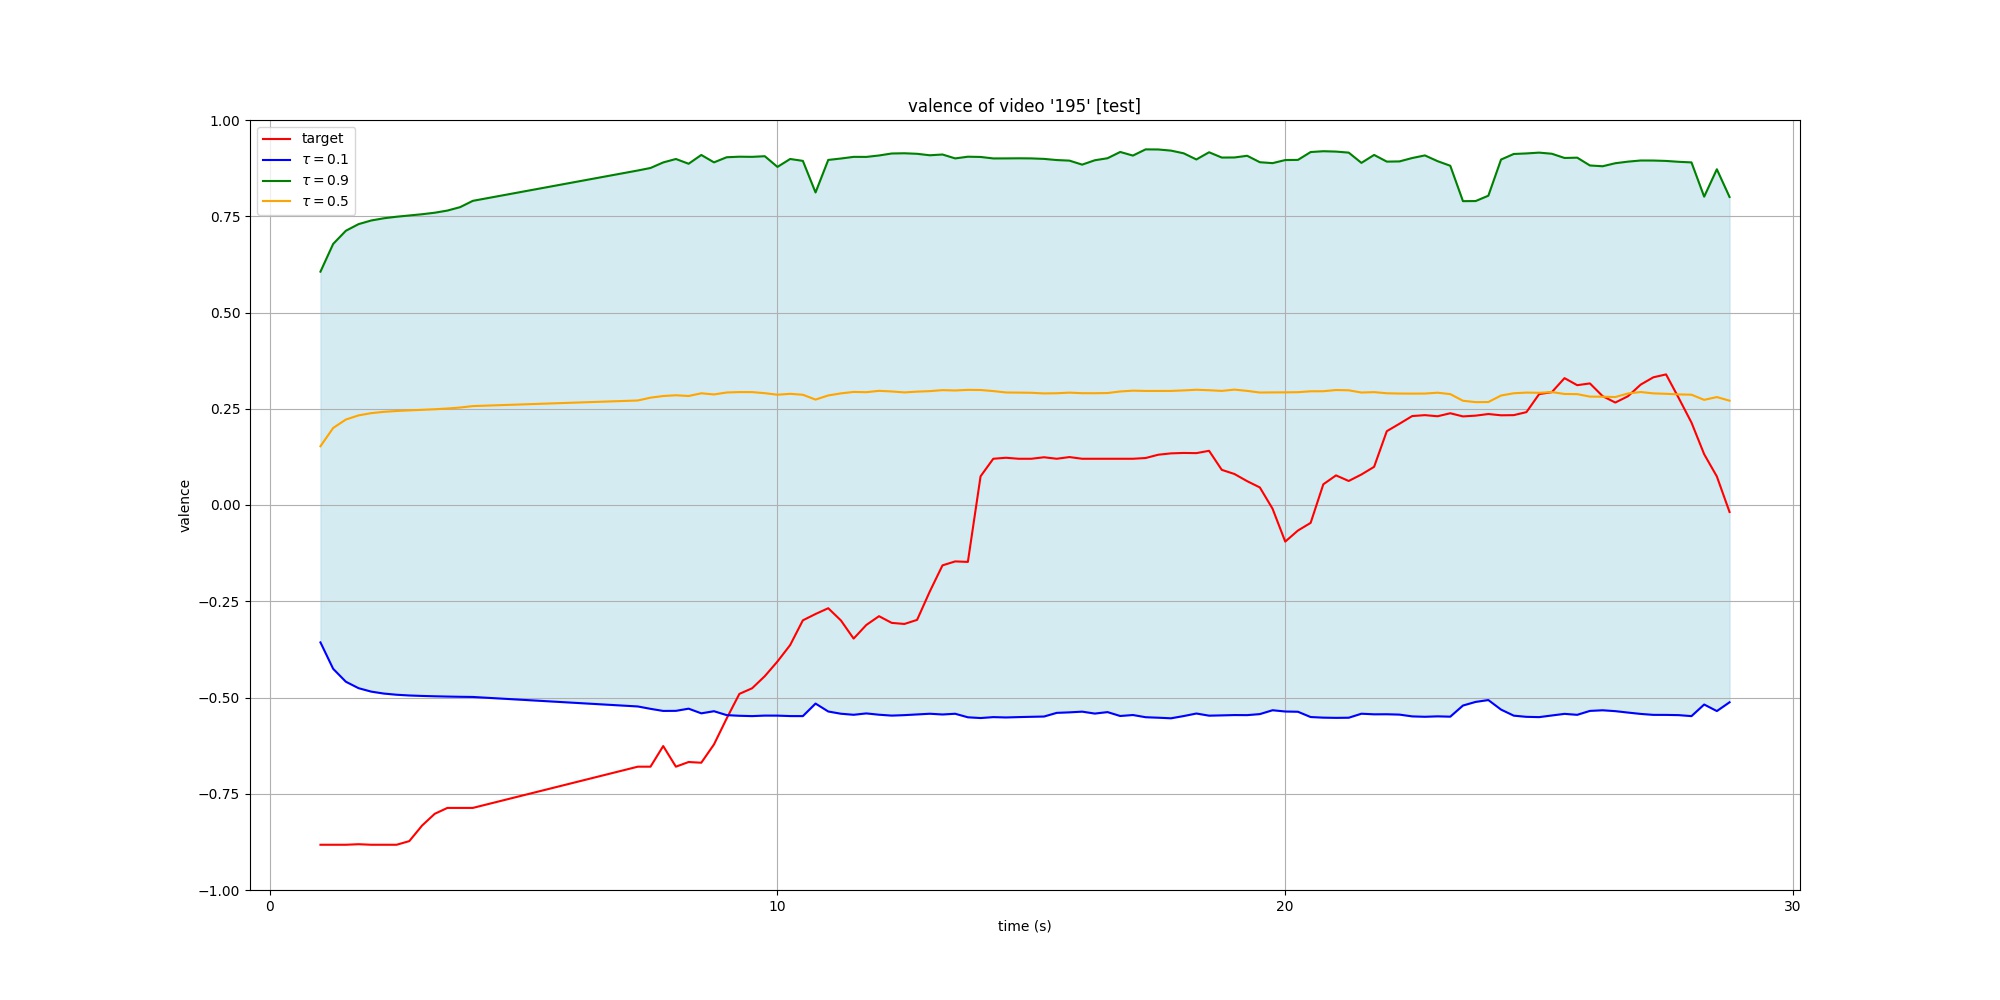 valence of video '195' [test]
target
τ = 0.1
τ = 0.9
τ = 0.5
1.00
0.75
0.50
0.25
0.00
−0.25
−0.50
−0.75
−1.00
valence
0 10 20 30
time (s)